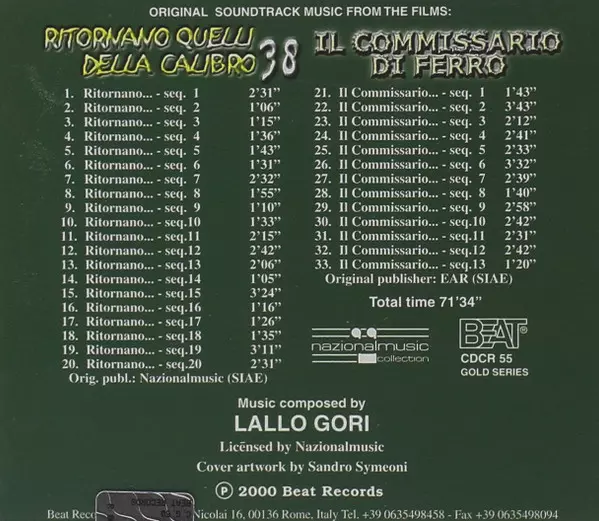 ORIGINAL SOUNDTRACK MUSIC FROM THE FILMS:
RITORNANO QUELLI
DELLA CALIBRO 38
1. Ritornano... - seq. 1 2'31"
2. Ritornano... - seq. 2 1'06"
3. Ritornano... - seq. 3 1'15"
4. Ritornano... - seq. 4 1'36"
5. Ritornano... - seq. 5 1'43"
6. Ritornano... - seq. 6 1'31"
7. Ritornano... - seq. 7 2'32"
8. Ritornano... - seq. 8 1'55"
9. Ritornano... - seq. 9 1'10"
10. Ritornano... - seq.10 1'33"
11. Ritornano... - seq.11 2'15"
12. Ritornano... - seq.12 2'42"
13. Ritornano... - seq.13 2'06"
14. Ritornano... - seq.14 1'05"
15. Ritornano... - seq.15 3'24"
16. Ritornano... - seq.16 1'16"
17. Ritornano... - seq.17 1'26"
18. Ritornano... - seq.18 1'35"
19. Ritornano... - seq.19 3'11"
20. Ritornano... - seq.20 2'31"
Orig. publ.: Nazionalmusic (SIAE)
IL COMMISSARIO
DI FERRO
21. Il Commissario... - seq. 1 1'43"
22. Il Commissario... - seq. 2 3'43"
23. Il Commissario... - seq. 3 2'12"
24. Il Commissario... - seq. 4 2'41"
25. Il Commissario... - seq. 5 2'33"
26. Il Commissario... - seq. 6 3'32"
27. Il Commissario... - seq. 7 2'39"
28. Il Commissario... - seq. 8 1'40"
29. Il Commissario... - seq. 9 2'58"
30. Il Commissario... - seq.10 2'42"
31. Il Commissario... - seq.11 2'31"
32. Il Commissario... - seq.12 2'42"
33. Il Commissario... - seq.13 1'20"
Original publisher: EAR (SIAE)
Total time 71'34"
nazionalmusic
collection
BEAT®
CDCR 55
GOLD SERIES
Music composed by
LALLO GORI
Licensed by Nazionalmusic
Cover artwork by Sandro Symeoni
℗ 2000 Beat Records
Beat Nicolai 16, 00136 Rome, Italy Tel. +39 0635498458 - Fax +39 0635498094